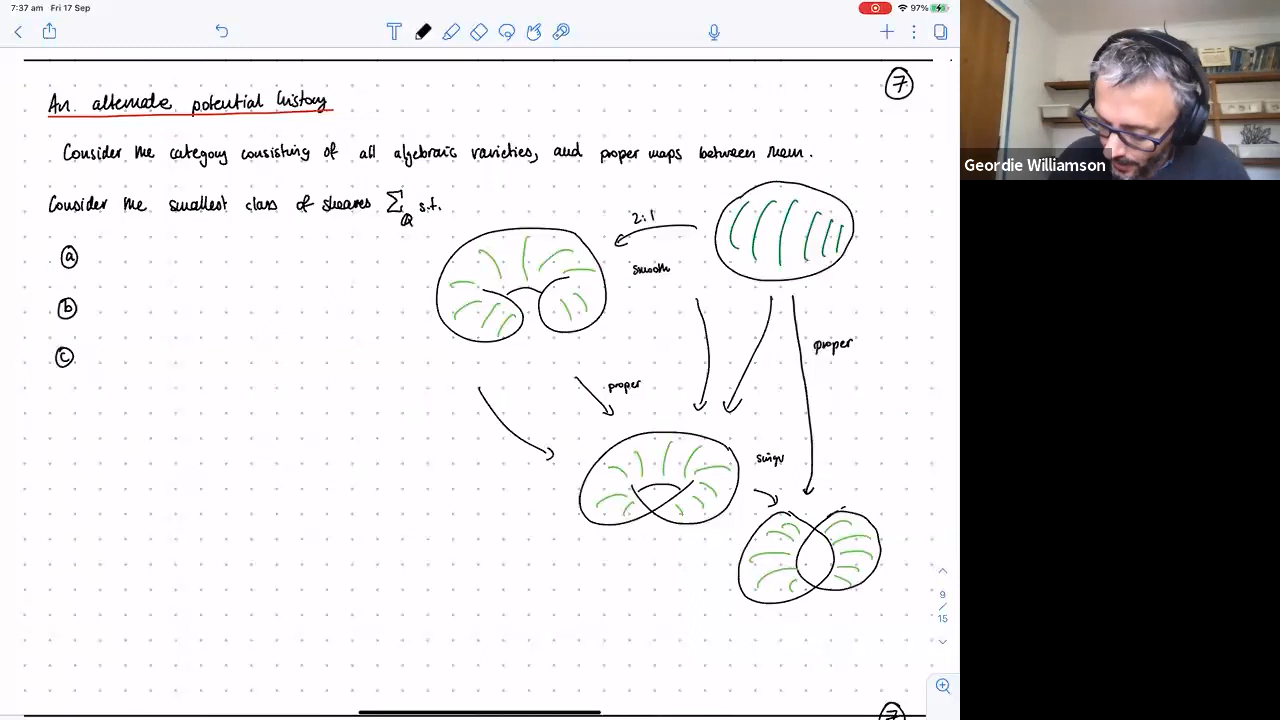 7:37 am Fri 17 Sep
97%
An alternate potential history
7
Consider the category consisting of all algebraic varieties, and proper maps between them.
Consider the smallest class of sheaves ∑_Q s.t.
a
b
c
2:1
smooth
proper
proper
singu
9
/
15
7
Geordie Williamson